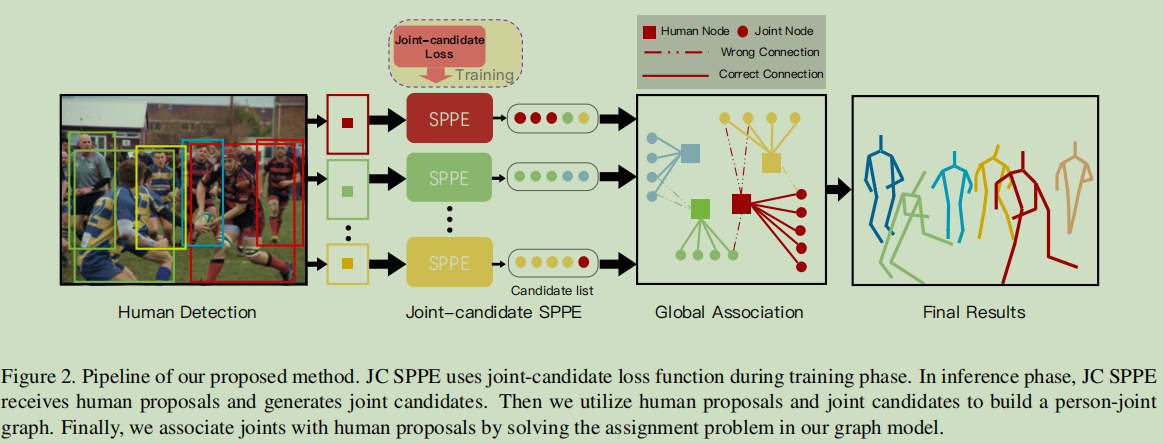 Joint-candidate
Loss
Training
Human Node Joint Node
Wrong Connection
Correct Connection
SPPE
SPPE
SPPE
Candidate list
Human Detection
Joint-candidate SPPE
Global Association
Final Results
Figure 2. Pipeline of our proposed method. JC SPPE uses joint-candidate loss function during training phase. In inference phase, JC SPPE
receives human proposals and generates joint candidates. Then we utilize human proposals and joint candidates to build a person-joint
graph. Finally, we associate joints with human proposals by solving the assignment problem in our graph model.